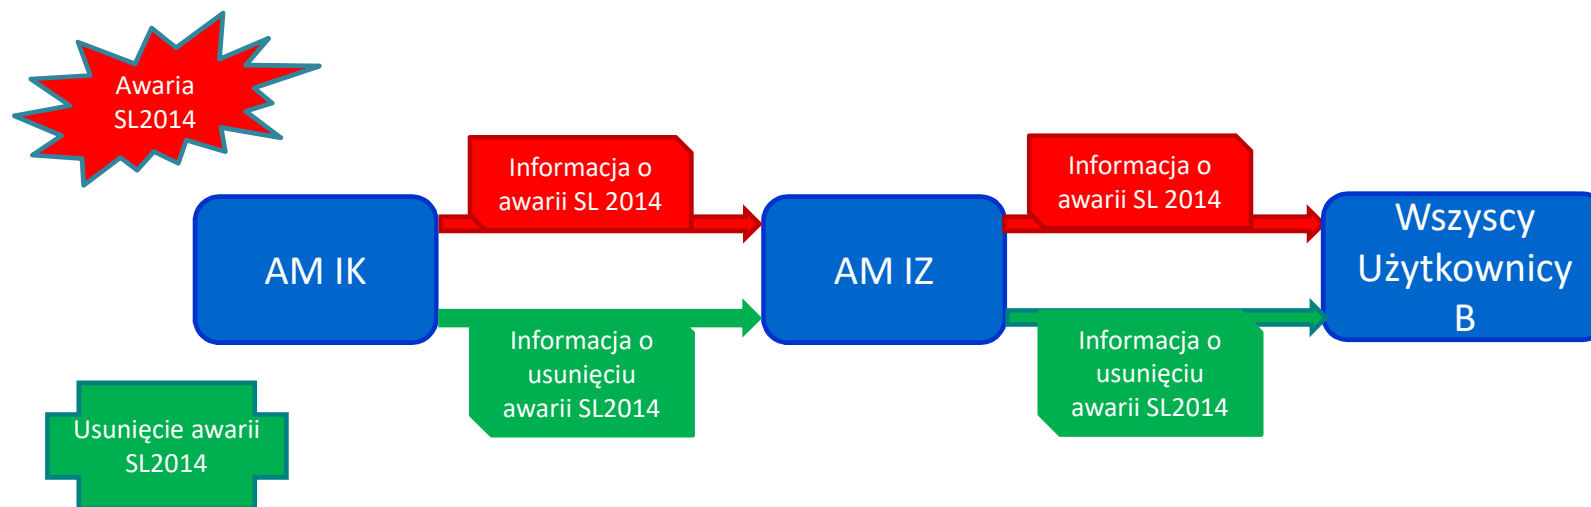 Awaria
SL2014
Informacja o
awarii SL 2014
Informacja o
awarii SL 2014
AM IK
AM IZ
Wszyscy
Użytkownicy
B
Informacja o
usunięciu
awarii SL2014
Informacja o
usunięciu
awarii SL2014
Usunięcie awarii
SL2014